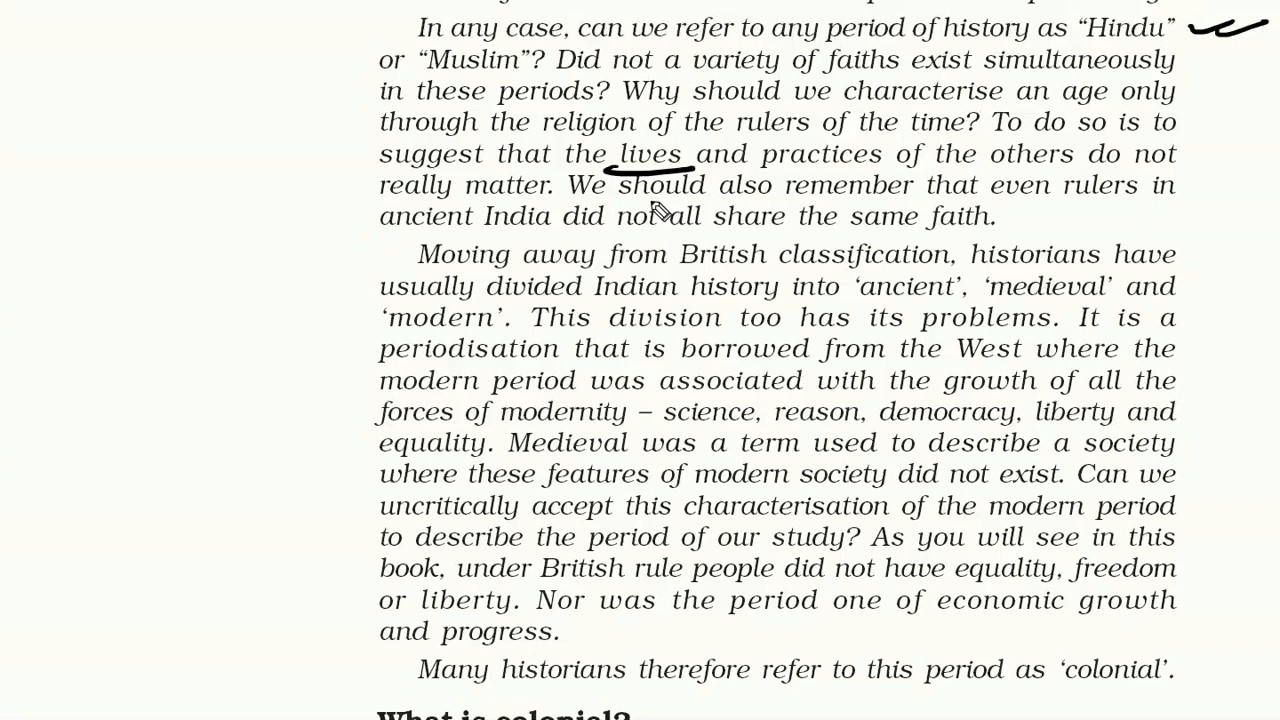 In any case, can we refer to any period of history as “Hindu”
or “Muslim”? Did not a variety of faiths exist simultaneously
in these periods? Why should we characterise an age only
through the religion of the rulers of the time? To do so is to
suggest that the lives and practices of the others do not
really matter. We should also remember that even rulers in
ancient India did not all share the same faith.
Moving away from British classification, historians have
usually divided Indian history into ‘ancient’, ‘medieval’ and
‘modern’. This division too has its problems. It is a
periodisation that is borrowed from the West where the
modern period was associated with the growth of all the
forces of modernity – science, reason, democracy, liberty and
equality. Medieval was a term used to describe a society
where these features of modern society did not exist. Can we
uncritically accept this characterisation of the modern period
to describe the period of our study? As you will see in this
book, under British rule people did not have equality, freedom
or liberty. Nor was the period one of economic growth
and progress.
Many historians therefore refer to this period as ‘colonial’.
What is colonial?